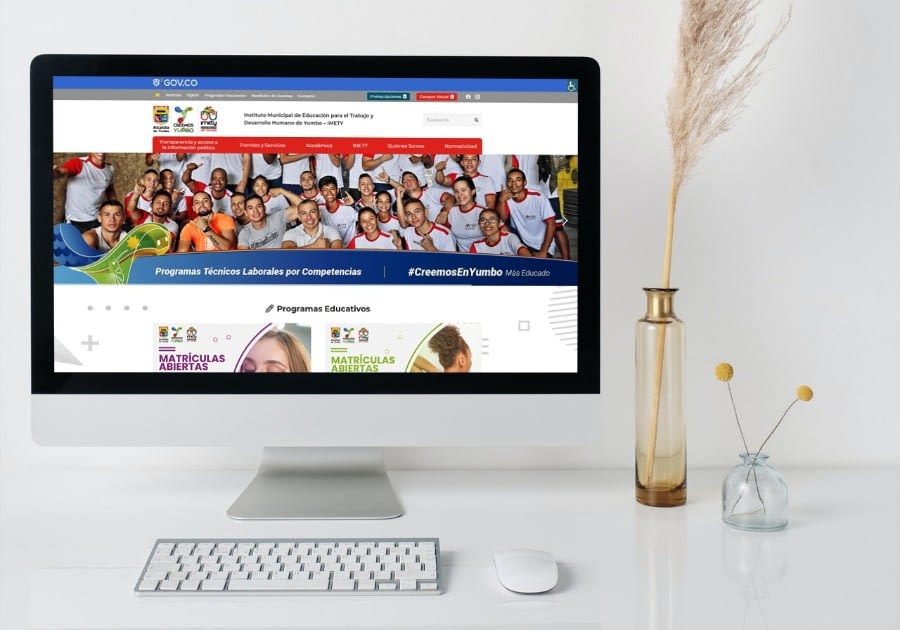 GOV.CO
Noticias PQRSD Preguntas Frecuentes Rendición de Cuentas Contacto
Preinscripciones Campus Virtual
Alcaldía de Yumbo
CREEMOS
YUMBO
imety
Instituto Municipal de Educación para el Trabajo y
Desarrollo Humano de Yumbo – IMETY
Búsqueda
Transparencia y acceso a
la información pública
Tramites y Servicios Académico IMETY Quienes Somos Normatividad
Programas Técnicos Laborales por Competencias | #CreemosEnYumbo Más Educado
Programas Educativos
MATRÍCULAS
ABIERTAS
MATRÍCULAS
ABIERTAS